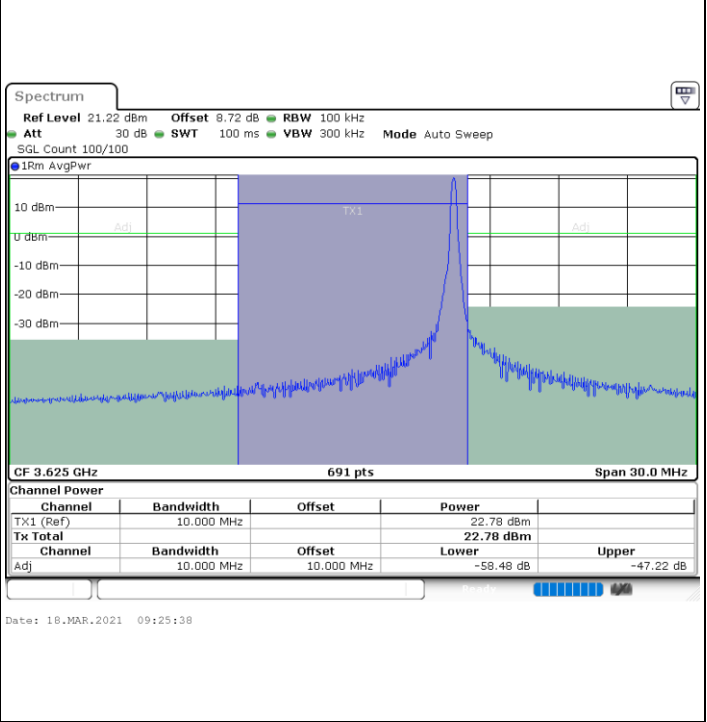 Spectrum
Ref Level 21.22 dBm Offset 8.72 dB RBW 100 kHz
Att 30 dB SWT 100 ms VBW 300 kHz Mode Auto Sweep
SGL Count 100/100
1Rm AvgPwr
10 dBm
TX1
Adj Adj
0 dBm
-10 dBm
-20 dBm
-30 dBm
CF 3.625 GHz 691 pts Span 30.0 MHz
Channel Power
Channel Bandwidth Offset Power
TX1 (Ref) 10.000 MHz 22.78 dBm
Tx Total 22.78 dBm
Channel Bandwidth Offset Lower Upper
Adj 10.000 MHz 10.000 MHz -58.48 dB -47.22 dB
Ready
Date: 18.MAR.2021 09:25:38